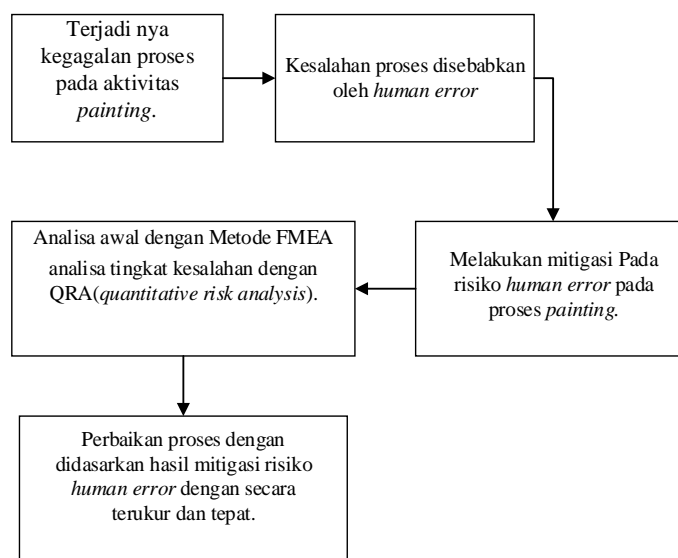 Terjadi nya
kegagalan proses
pada aktivitas
painting.
Kesalahan proses disebabkan
oleh human error
Melakukan mitigasi Pada
risiko human error pada
proses painting.
Analisa awal dengan Metode FMEA
analisa tingkat kesalahan dengan
QRA(quantitative risk analysis).
Perbaikan proses dengan
didasarkan hasil mitigasi risiko
human error dengan secara
terukur dan tepat.